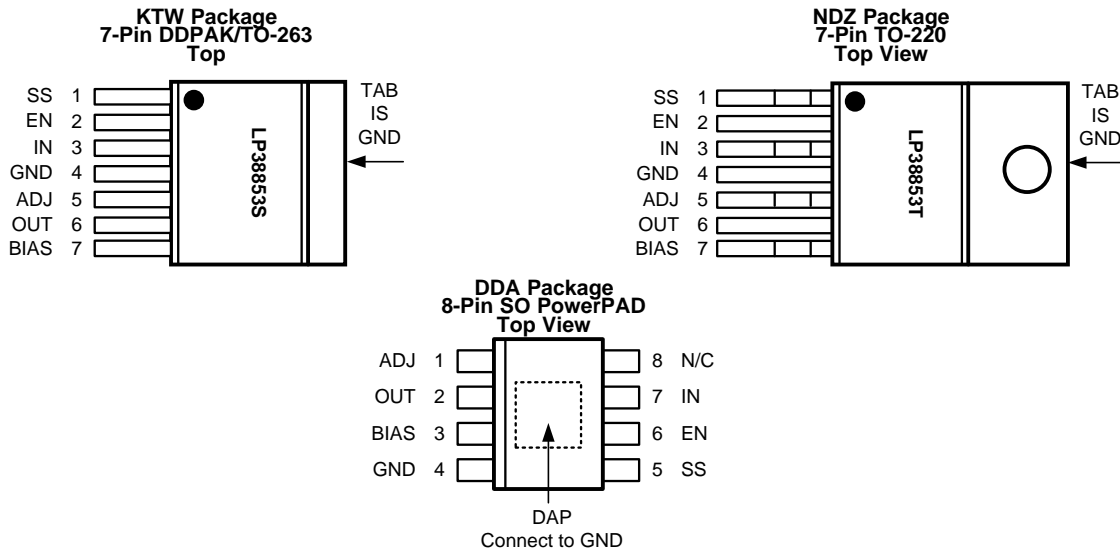 KTW Package
7-Pin DDPAK/TO-263
Top
SS 1
EN 2
IN 3
GND 4
ADJ 5
OUT 6
BIAS 7
LP38853S
TAB
IS
GND
NDZ Package
7-Pin TO-220
Top View
SS 1
EN 2
IN 3
GND 4
ADJ 5
OUT 6
BIAS 7
LP38853T
TAB
IS
GND
DDA Package
8-Pin SO PowerPAD
Top View
ADJ 1
OUT 2
BIAS 3
GND 4
8 N/C
7 IN
6 EN
5 SS
DAP
Connect to GND